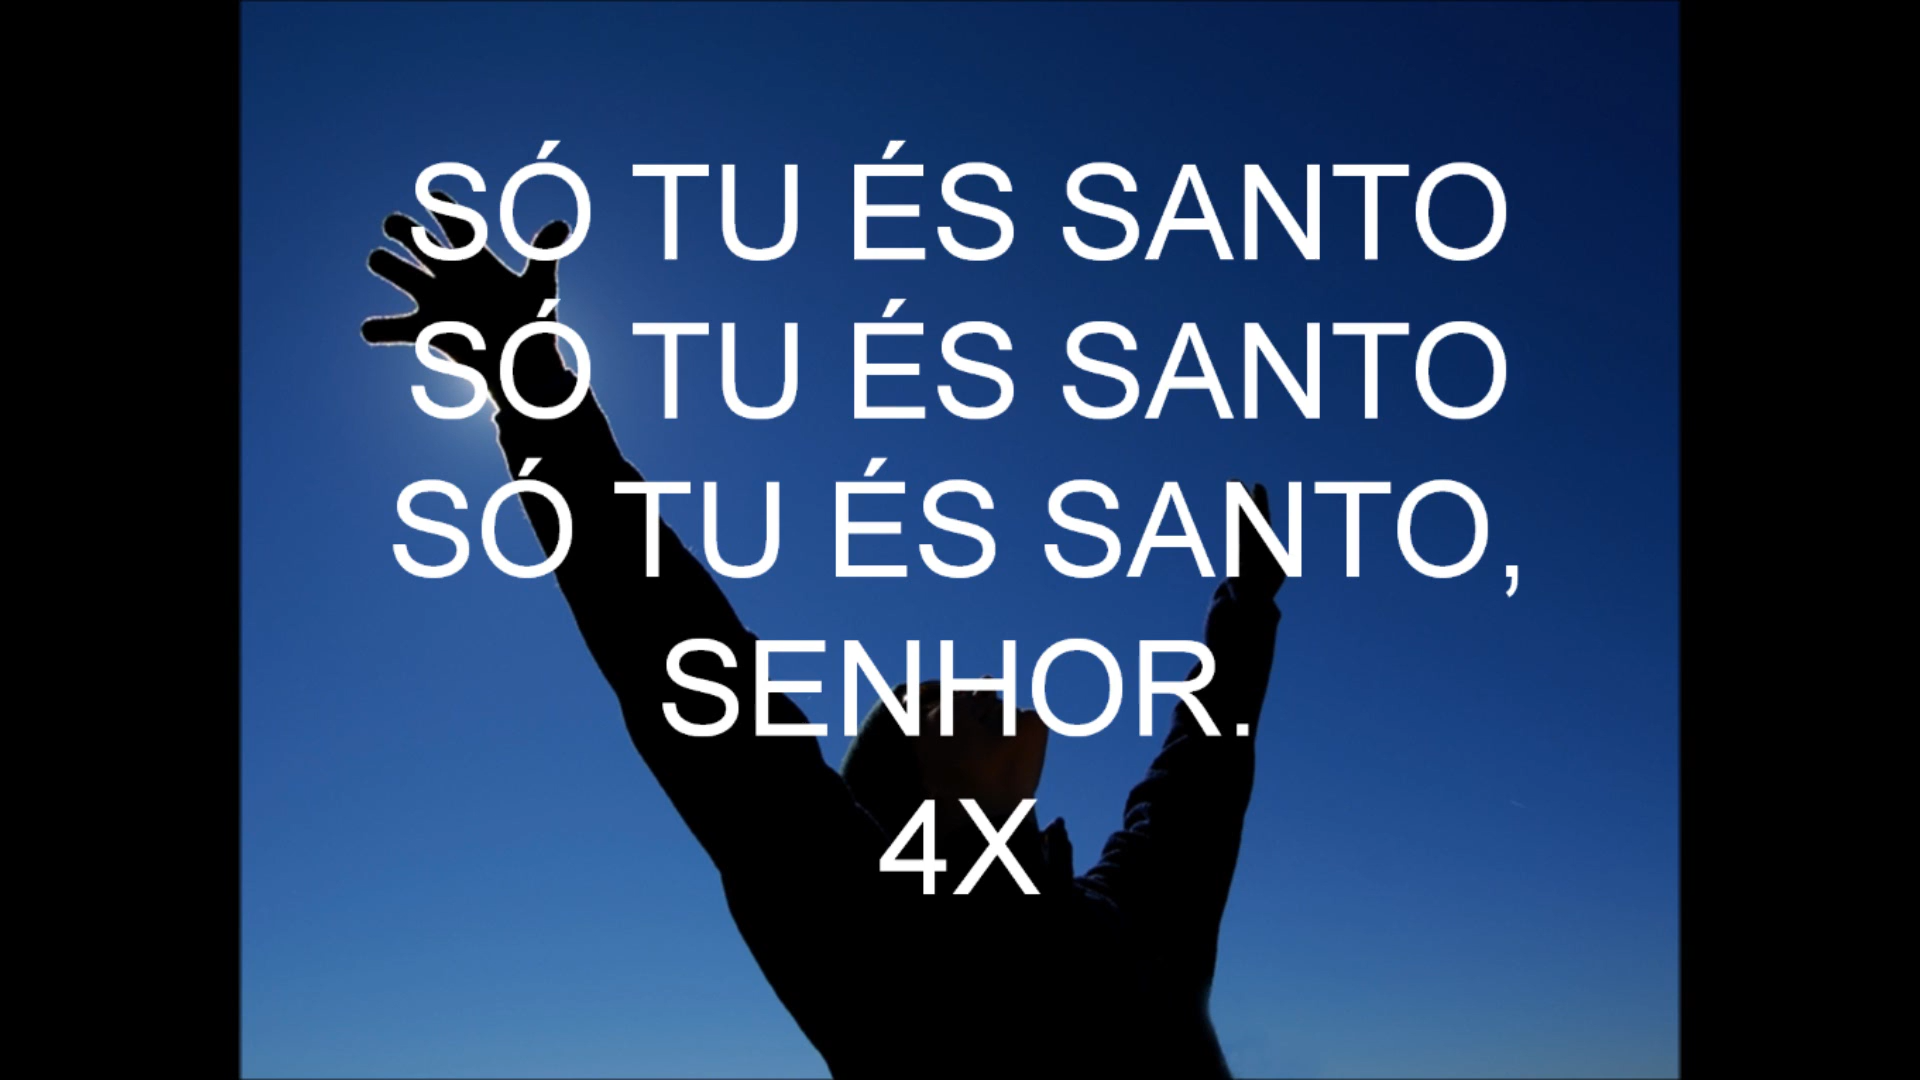 SÓ TU ÉS SANTO
SÓ TU ÉS SANTO
SÓ TU ÉS SANTO,
SENHOR.
4X